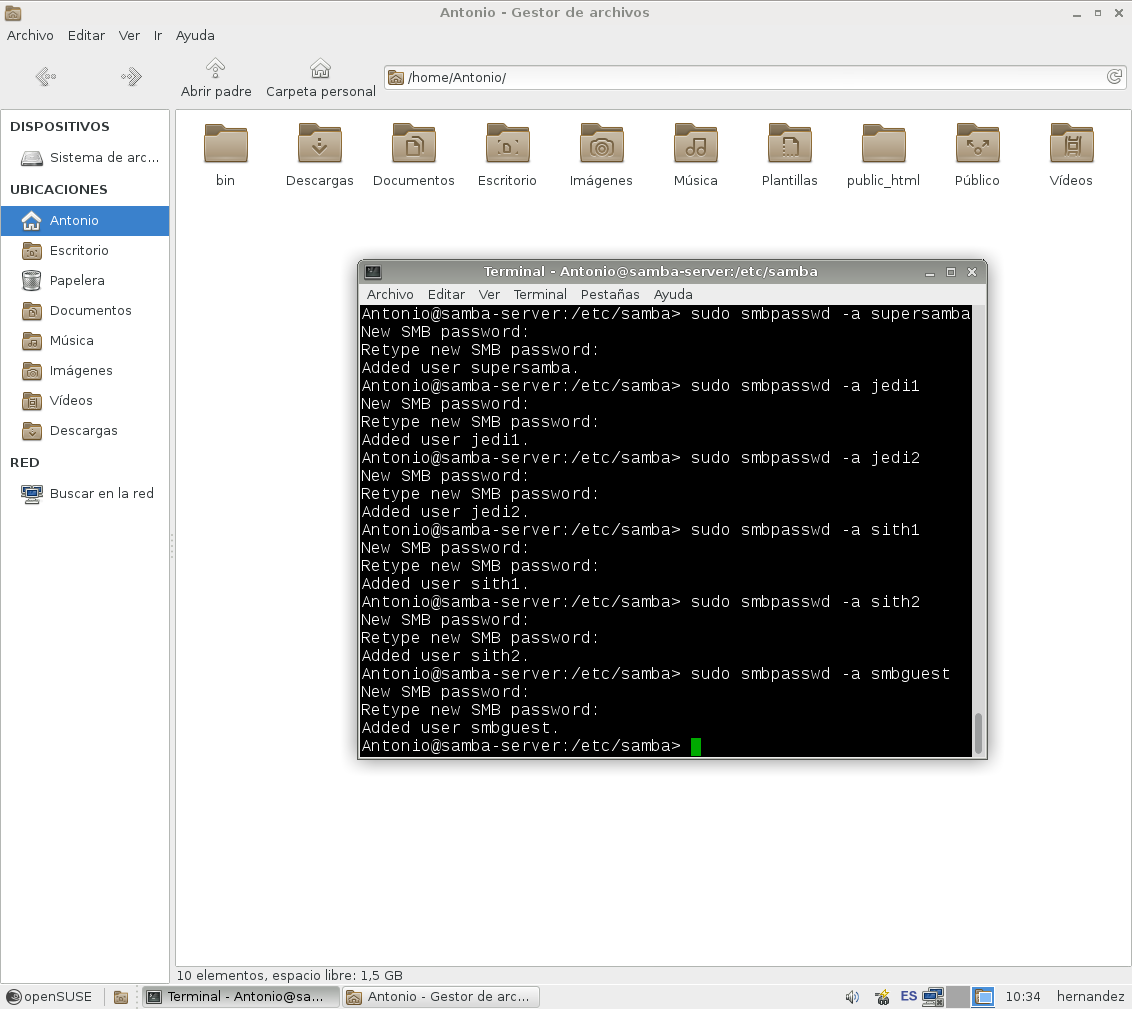 Antonio - Gestor de archivos
Archivo Editar Ver Ir Ayuda
Abrir padre Carpeta personal /home/Antonio/
DISPOSITIVOS
Sistema de arc...
UBICACIONES
Antonio
Escritorio
Papelera
Documentos
Música
Imágenes
Vídeos
Descargas
RED
Buscar en la red
bin Descargas Documentos Escritorio Imágenes Música Plantillas public_html Público Vídeos
Terminal - Antonio@samba-server:/etc/samba
Archivo Editar Ver Terminal Pestañas Ayuda
Antonio@samba-server:/etc/samba> sudo smbpasswd -a supersamba
New SMB password:
Retype new SMB password:
Added user supersamba.
Antonio@samba-server:/etc/samba> sudo smbpasswd -a jedi1
New SMB password:
Retype new SMB password:
Added user jedi1.
Antonio@samba-server:/etc/samba> sudo smbpasswd -a jedi2
New SMB password:
Retype new SMB password:
Added user jedi2.
Antonio@samba-server:/etc/samba> sudo smbpasswd -a sith1
New SMB password:
Retype new SMB password:
Added user sith1.
Antonio@samba-server:/etc/samba> sudo smbpasswd -a sith2
New SMB password:
Retype new SMB password:
Added user sith2.
Antonio@samba-server:/etc/samba> sudo smbpasswd -a smbguest
New SMB password:
Retype new SMB password:
Added user smbguest.
Antonio@samba-server:/etc/samba>
10 elementos, espacio libre: 1,5 GB
openSUSE Terminal - Antonio@sa... Antonio - Gestor de arc... ES 10:34 hernandez